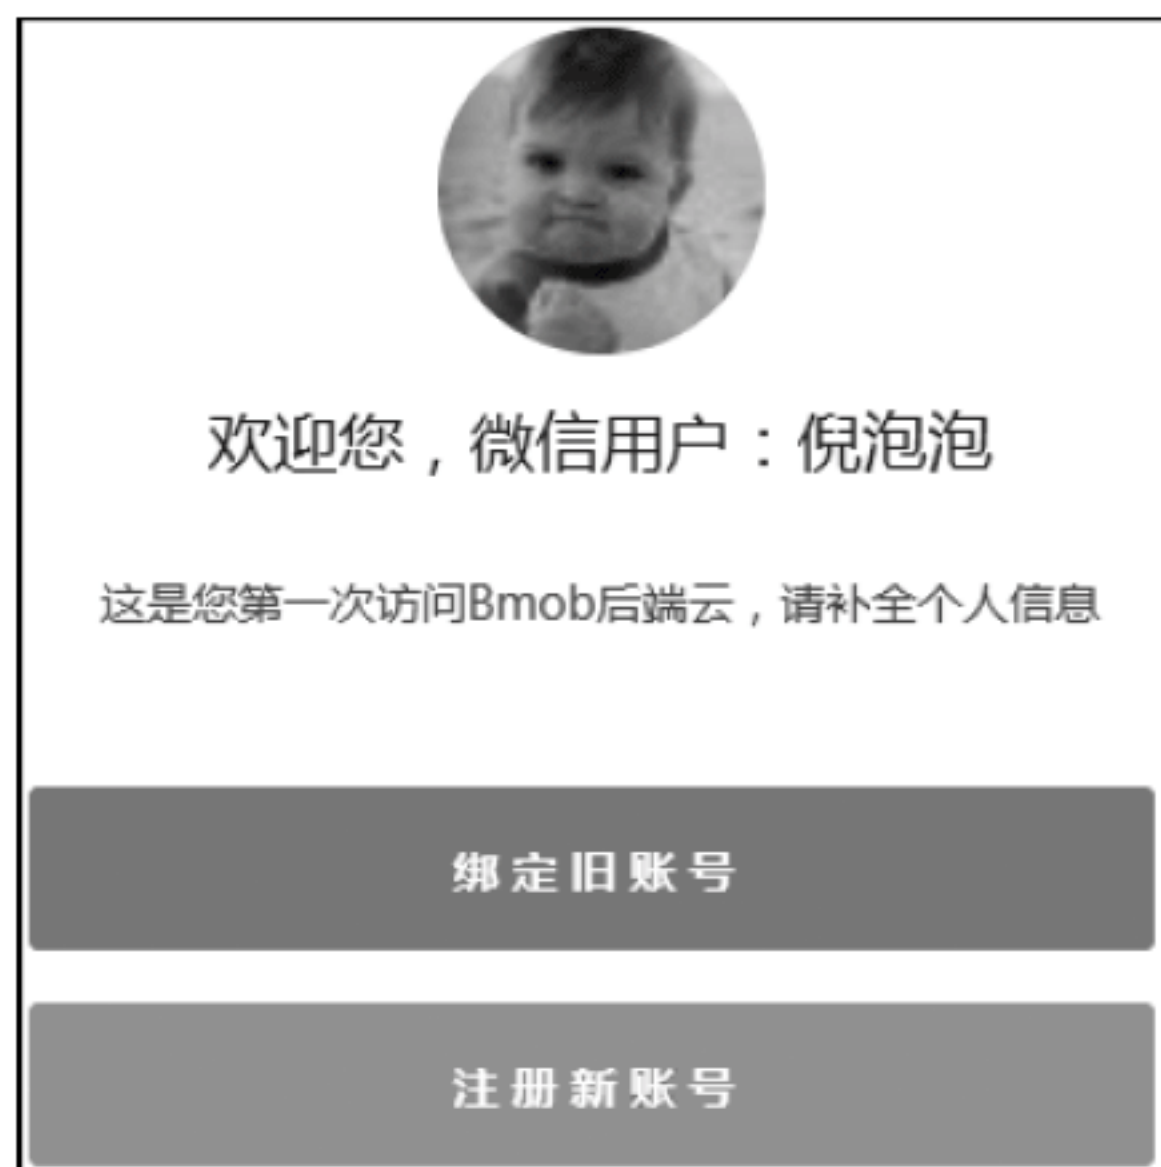 欢迎您，微信用户：倪泡泡
这是您第一次访问Bmob后端云，请补全个人信息
绑定旧账号
注册新账号